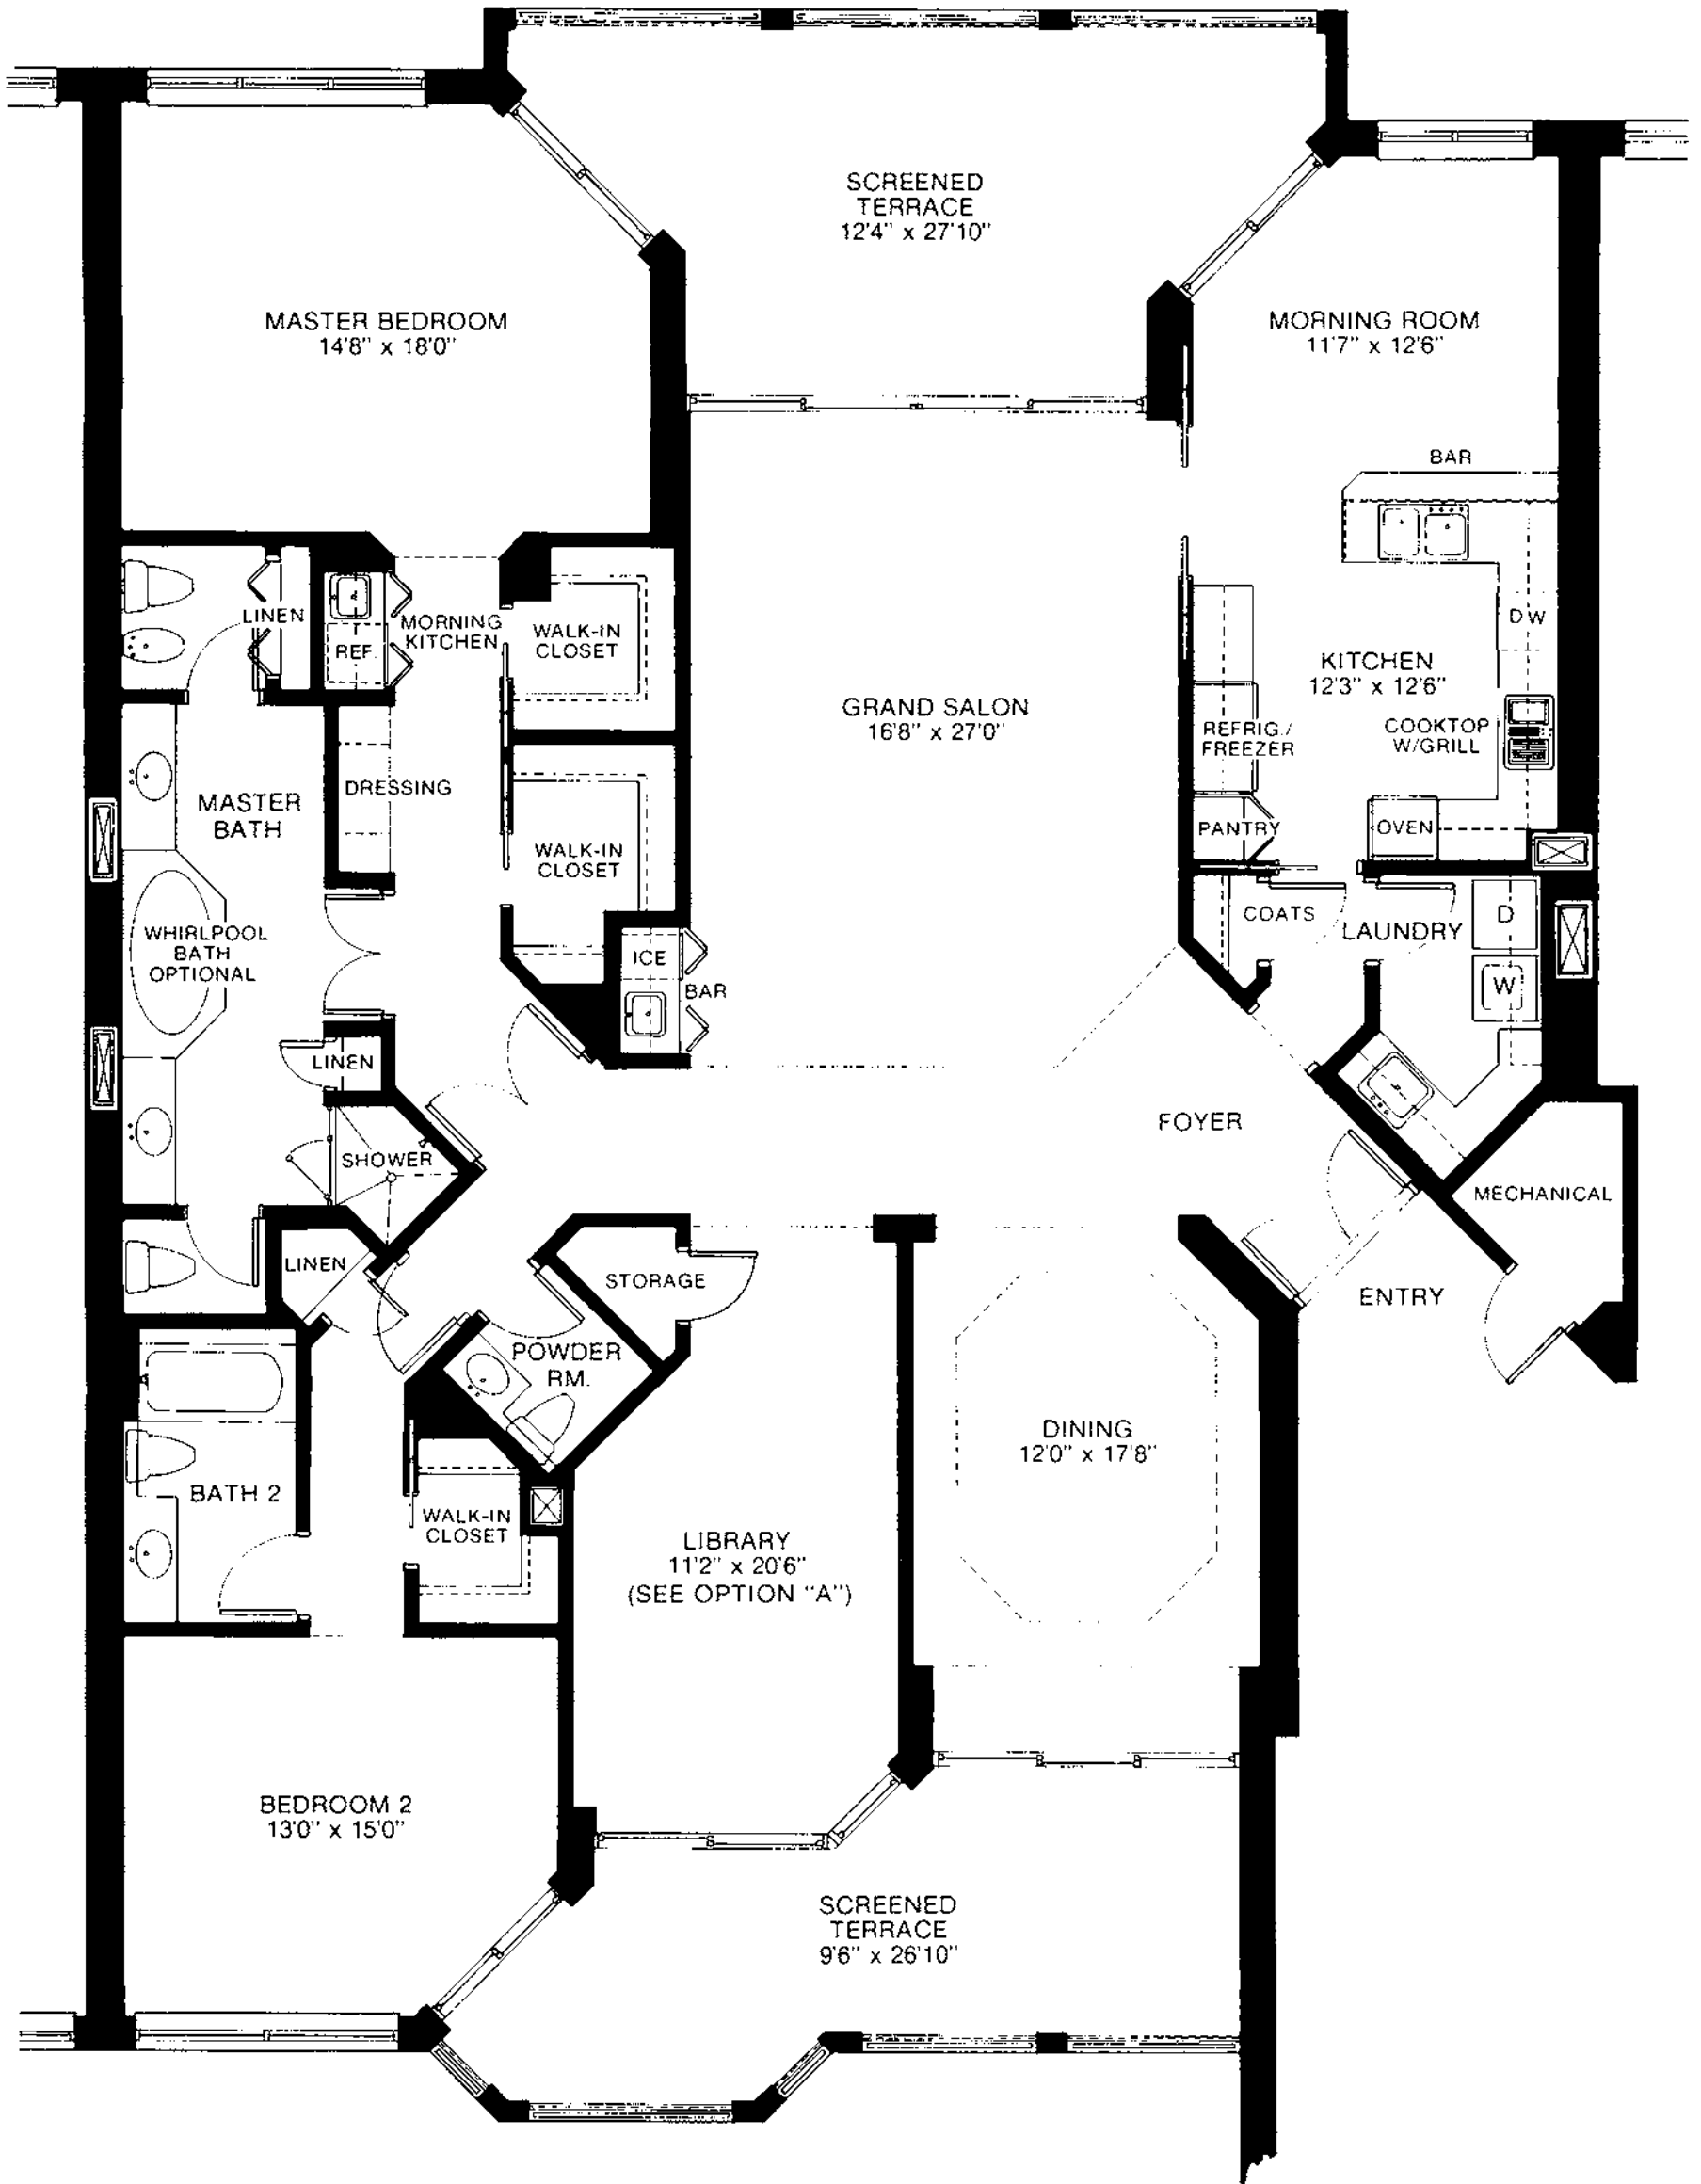 SCREENED
TERRACE
12'4" x 27'10"
MASTER BEDROOM
14'8" x 18'0"
MORNING ROOM
11'7" x 12'6"
BAR
LINEN
MORNING
KITCHEN
REF.
WALK-IN
CLOSET
DW
KITCHEN
12'3" x 12'6"
GRAND SALON
16'8" x 27'0"
REFRIG./
FREEZER
COOKTOP
W/GRILL
DRESSING
MASTER
BATH
PANTRY
OVEN
WALK-IN
CLOSET
COATS
D
LAUNDRY
WHIRLPOOL
BATH
OPTIONAL
ICE
BAR
W
LINEN
FOYER
SHOWER
MECHANICAL
LINEN
STORAGE
ENTRY
POWDER
RM.
DINING
12'0" x 17'8"
BATH 2
WALK-IN
CLOSET
LIBRARY
11'2" x 20'6"
(SEE OPTION "A")
BEDROOM 2
13'0" x 15'0"
SCREENED
TERRACE
9'6" x 26'10"